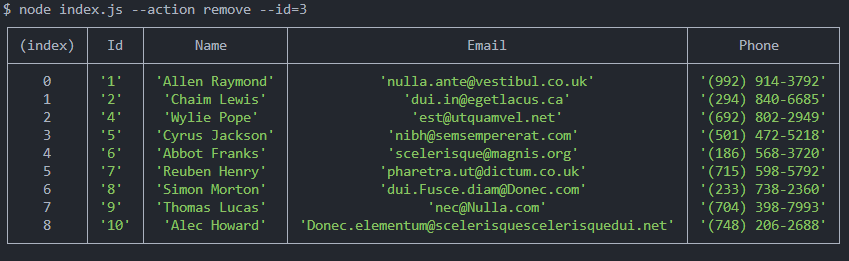 $ node index.js --action remove --id=3
(index) Id Name Email Phone
0 '1' 'Allen Raymond' 'nulla.ante@vestibul.co.uk' '(992) 914-3792'
1 '2' 'Chaim Lewis' 'dui.in@egetlacus.ca' '(294) 840-6685'
2 '4' 'Wylie Pope' 'est@utquamvel.net' '(692) 802-2949'
3 '5' 'Cyrus Jackson' 'nibh@semsempererat.com' '(501) 472-5218'
4 '6' 'Abbot Franks' 'scelerisque@magnis.org' '(186) 568-3720'
5 '7' 'Reuben Henry' 'pharetra.ut@dictum.co.uk' '(715) 598-5792'
6 '8' 'Simon Morton' 'dui.Fusce.diam@Donec.com' '(233) 738-2360'
7 '9' 'Thomas Lucas' 'nec@Nulla.com' '(704) 398-7993'
8 '10' 'Alec Howard' 'Donec.elementum@scelerisquescelerisquedui.net' '(748) 206-2688'